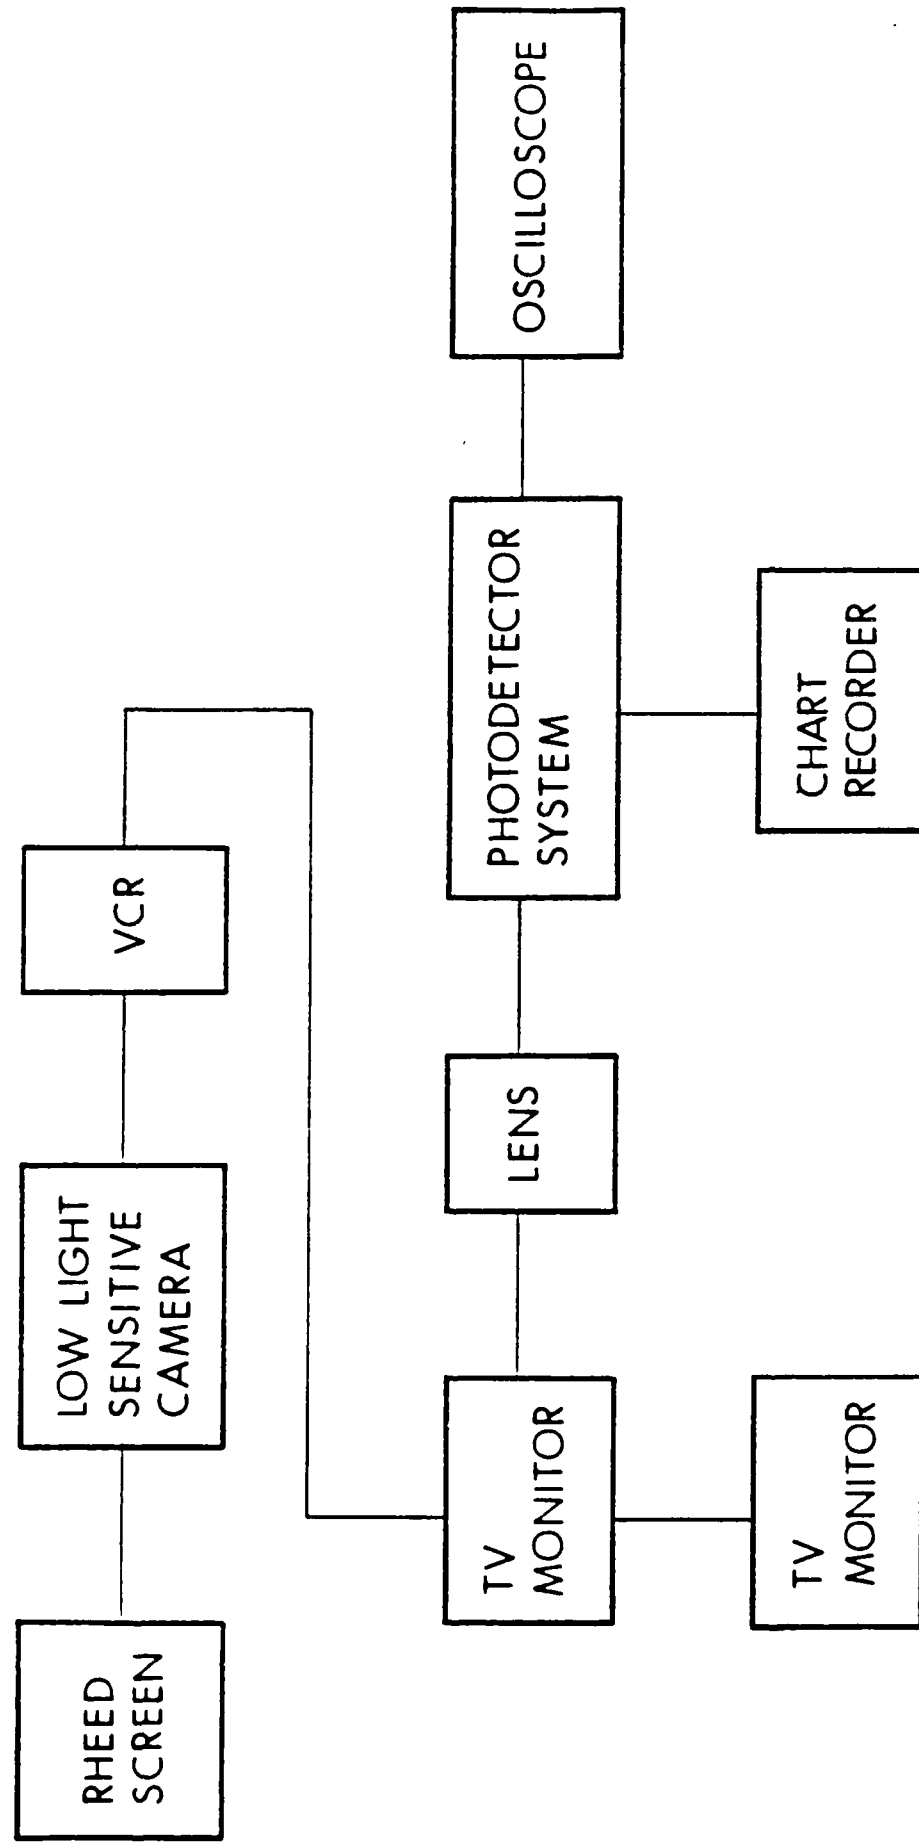 RHEED
SCREEN
LOW LIGHT
SENSITIVE
CAMERA
VCR
TV
MONITOR
LENS
PHOTODETECTOR
SYSTEM
OSCILLOSCOPE
TV
MONITOR
CHART
RECORDER